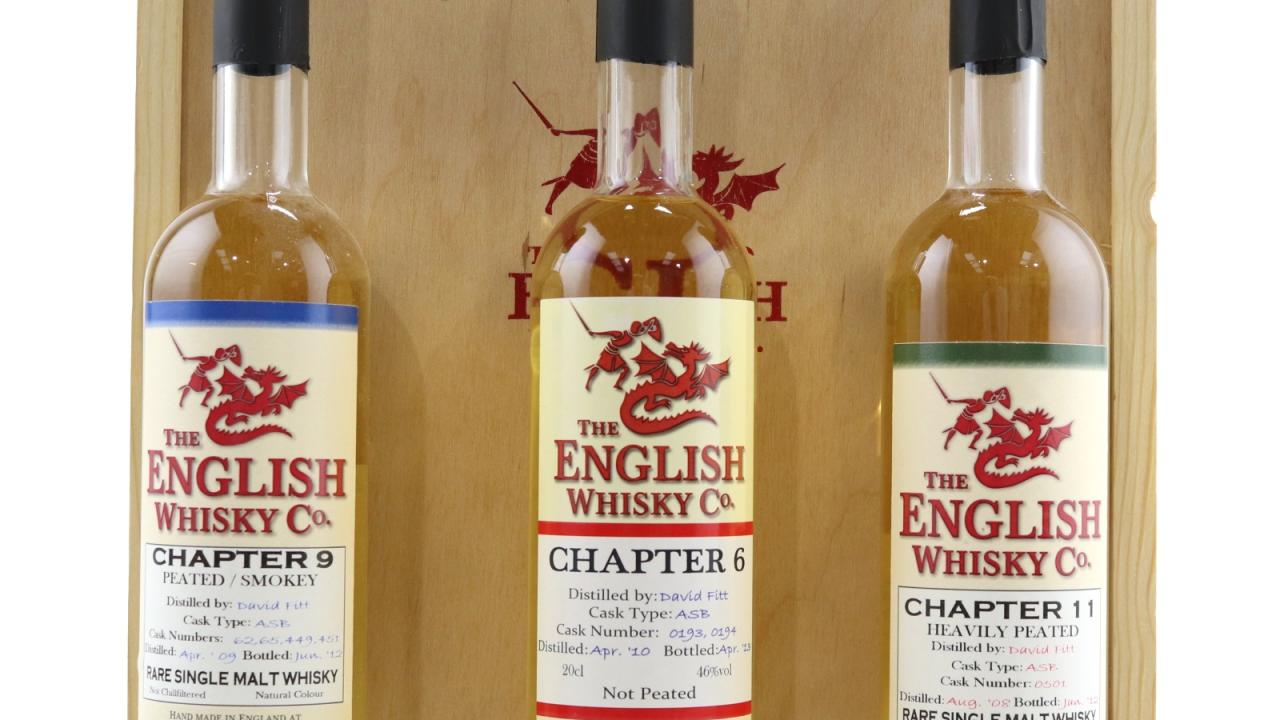 THE
ENGLISH
WHISKY CO.
CHAPTER 9
PEATED / SMOKEY
Distilled by: David Fitt
Cask Type: ASB
Cask Numbers: 62,65,449,451
Distilled: Apr. '09 Bottled: Jun. '12
RARE SINGLE MALT WHISKY
Not Chillfiltered Natural Colour
HAND MADE IN ENGLAND AT
THE
ENGLISH
WHISKY CO.
CHAPTER 6
Distilled by: David Fitt
Cask Type: ASB
Cask Number: 0193, 0194
Distilled: Apr. '10 Bottled: Apr. '13
20cl 46%vol
Not Peated
THE
ENGLISH
WHISKY CO.
CHAPTER 11
HEAVILY PEATED
Distilled by: David Fitt
Cask Type: ASB
Cask Number: 0501
Distilled: Aug. '08 Bottled: Jun. '12
RARE SINGLE MALT WHISKY